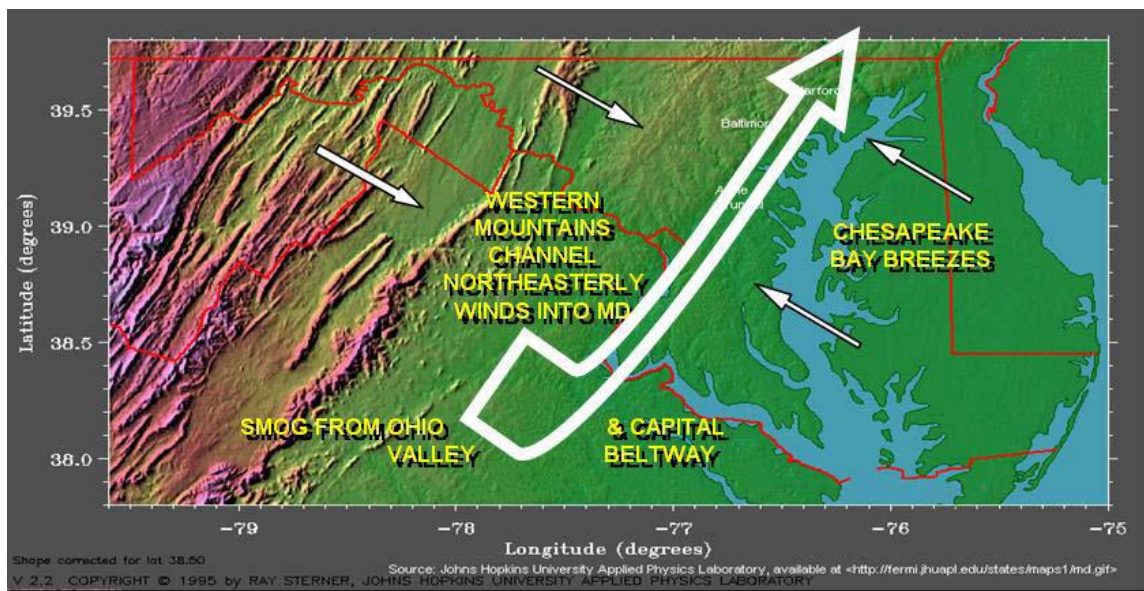 39.5
39.0
38.5
38.0
Latitude (degrees)
Harford
Baltimore
Anne
Arundel
WESTERN
MOUNTAINS
CHANNEL
NORTHEASTERLY
WINDS INTO MD
CHESAPEAKE
BAY BREEZES
SMOG FROM OHIO
VALLEY
& CAPITAL
BELTWAY
−79
−78
−77
−76
−75
Longitude (degrees)
Shape corrected for lat 38.60
Source: Johns Hopkins University Applied Physics Laboratory, available at <http://fermi.jhuapl.edu/states/maps1/md.gif>
V 2.2 COPYRIGHT © 1995 by RAY STERNER, JOHNS HOPKINS UNIVERSITY APPLIED PHYSICS LABORATORY